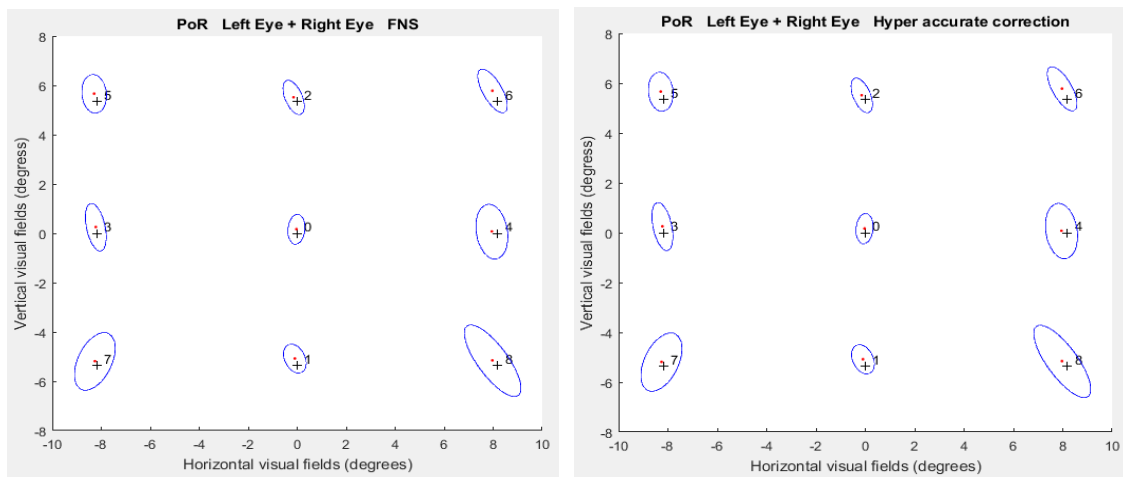 PoR Left Eye + Right Eye FNS
8
6
4
2
0
-2
-4
-6
-8
Vertical visual fields (degress)
5 2 6
3 0 4
7 1 8
-10 -8 -6 -4 -2 0 2 4 6 8 10
Horizontal visual fields (degrees)
PoR Left Eye + Right Eye Hyper accurate correction
8
6
4
2
0
-2
-4
-6
-8
Vertical visual fields (degress)
5 2 6
3 0 4
7 1 8
-10 -8 -6 -4 -2 0 2 4 6 8 10
Horizontal visual fields (degrees)